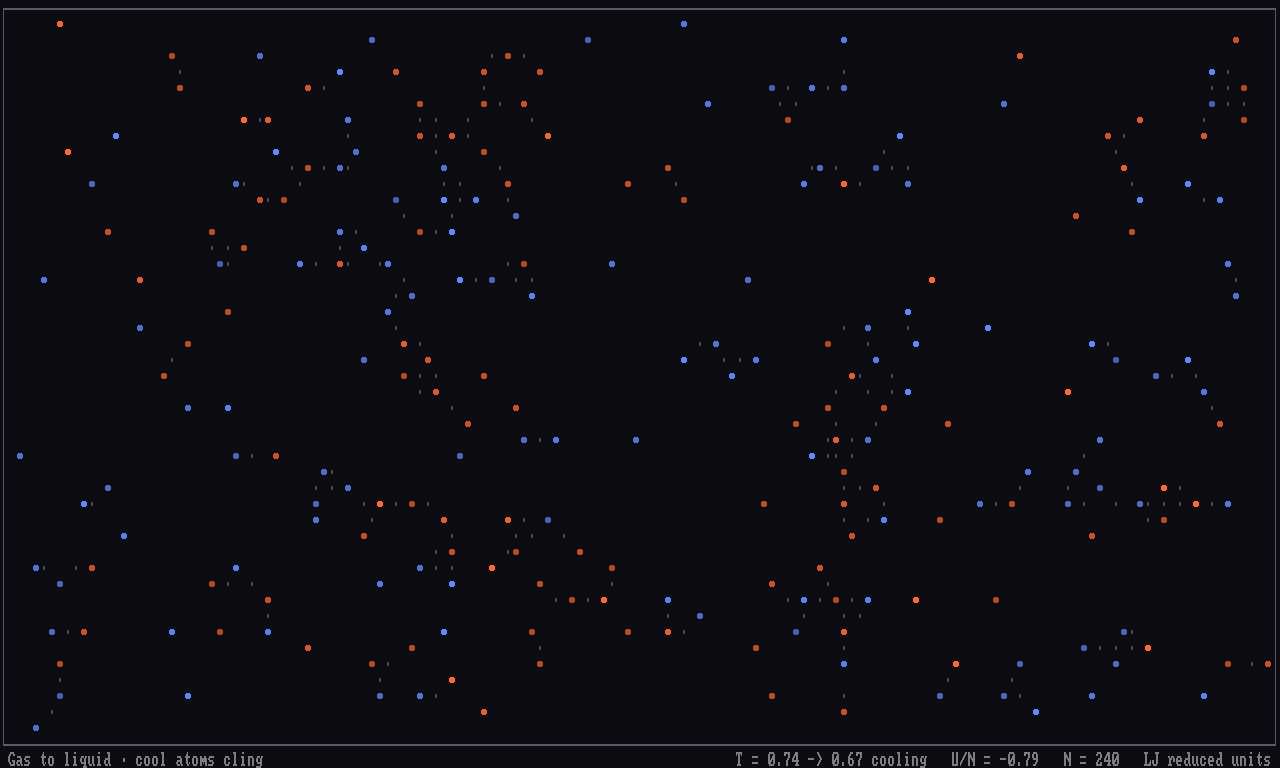 Gas to liquid · cool atoms cling
T = 0.74 -> 0.67 cooling   U/N = -0.79   N = 240   LJ reduced units